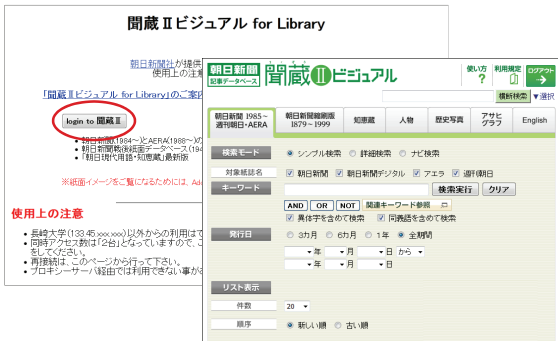 聞蔵Ⅱビジュアル for Library
朝日新聞社が提供
使用上の注意
「聞蔵Ⅱビジュアル for Library」のご案内
login to 聞蔵Ⅱ
朝日新聞(1984～)とAERA(1988～)の
朝日新聞戦後紙面データベース(194
「朝日現代用語・知恵蔵」最新版
※紙面イメージをご覧になるためには、Ad
使用上の注意
長崎大学(133.45.xxx.xxx)以外からの利用は
同時アクセス数は「2台」となっていますので、
をしてください。
再接続は、このページから行って下さい。
プロキシーサーバ経由では利用できない事が
朝日新聞
記事データベース
聞蔵Ⅱビジュアル
使い方
?
利用規定
ログアウト
横断検索 ▼選択
朝日新聞 1985～
週刊朝日・AERA
朝日新聞縮刷版
1879～1999
知恵蔵
人物
歴史写真
アサヒ
グラフ
English
検索モード
シンプル検索 詳細検索 ナビ検索
対象紙誌名
朝日新聞 朝日新聞デジタル アエラ 週刊朝日
キーワード
検索実行 クリア
AND OR NOT 関連キーワード参照
異体字を含めて検索 同義語を含めて検索
発行日
3カ月 6カ月 1年 全期間
年 月 日 から
年 月 日
リスト表示
件数
20
順序
新しい順 古い順